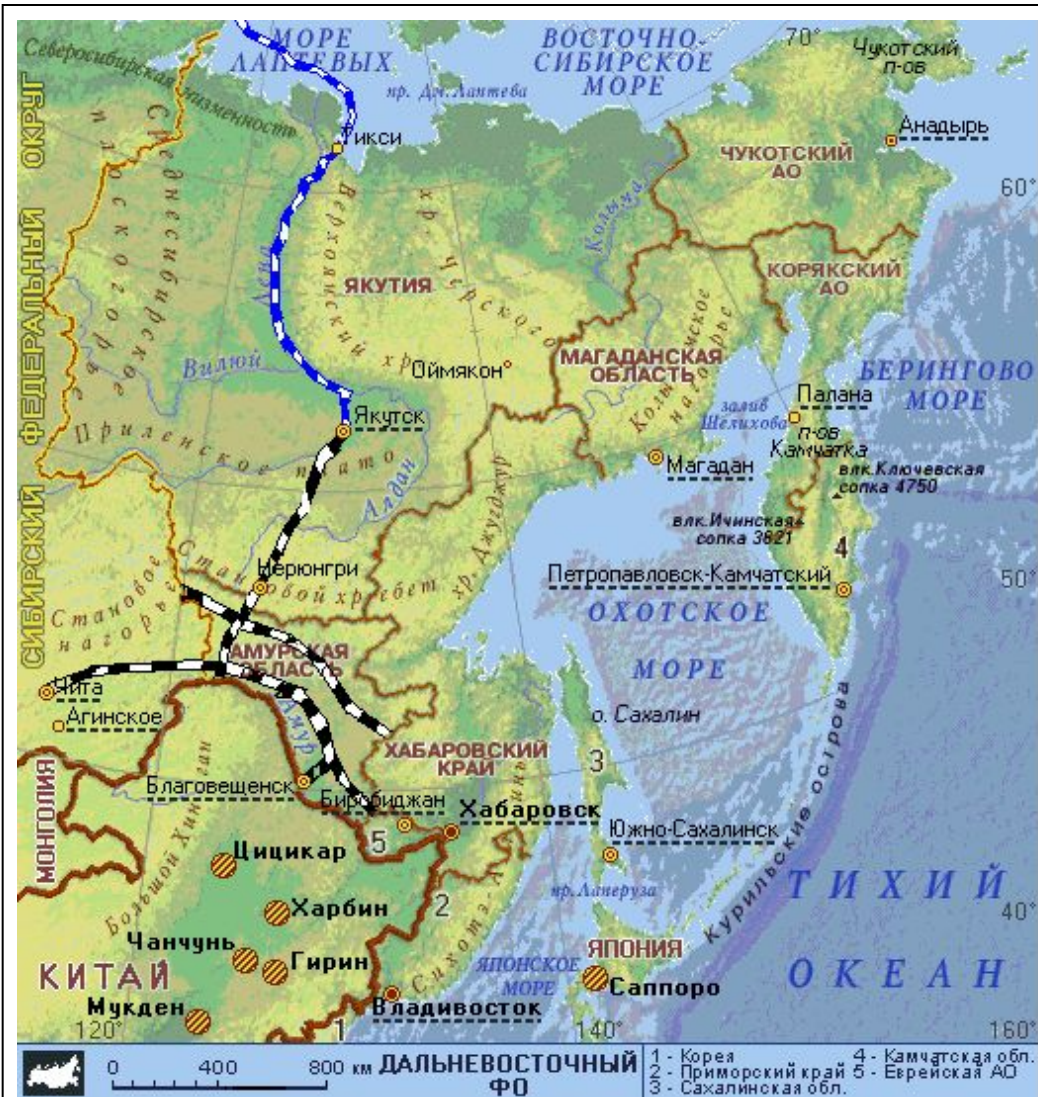 МОРЕ
ЛАПТЕВЫХ
ВОСТОЧНО-
СИБИРСКОЕ
МОРЕ
70°
Чукотский
п-ов
Северосибирская низменность
пр. Дм. Лаптева
Тикси
Анадырь
ЧУКОТСКИЙ
АО
60°
Среднесибирское
плоскогорье
СИБИРСКИЙ ФЕДЕРАЛЬНЫЙ ОКРУГ
Лена
Верхоянский хр.
хр. Черского
Колыма
КОРЯКСКИЙ
АО
ЯКУТИЯ
Вилюй
Оймякон
МАГАДАНСКАЯ
ОБЛАСТЬ
Колымское
нагорье
БЕРИНГОВО
МОРЕ
залив
Шелихова
Палана
п-ов
Камчатка
Якутск
Приленское плато
Алдан
Магадан
влк.Ключевская
сопка 4750
влк.Ичинская
сопка 3821
хр. Джугджур
4
Нерюнгри
Становой хребет
Становое
нагорье
Петропавловск-Камчатский
50°
ОХОТСКОЕ
МОРЕ
АМУРСКАЯ
ОБЛАСТЬ
Чита
Агинское
Амур
о. Сахалин
ХАБАРОВСКИЙ
КРАЙ
3
Благовещенск
Биробиджан
Хабаровск
МОНГОЛИЯ
Большой Хинган
5
Южно-Сахалинск
Цицикар
пр. Лаперуза
Курильские острова
ТИХИЙ
ОКЕАН
2
Харбин
40°
Чанчунь
Гирин
ЯПОНИЯ
ЯПОНСКОЕ
МОРЕ
Саппоро
КИТАЙ
Мукден
Владивосток
120°
1
140°
160°
0 400 800 км
ДАЛЬНЕВОСТОЧНЫЙ
ФО
1 - Корея 4 - Камчатская обл.
2 - Приморский край 5 - Еврейская АО
3 - Сахалинская обл.